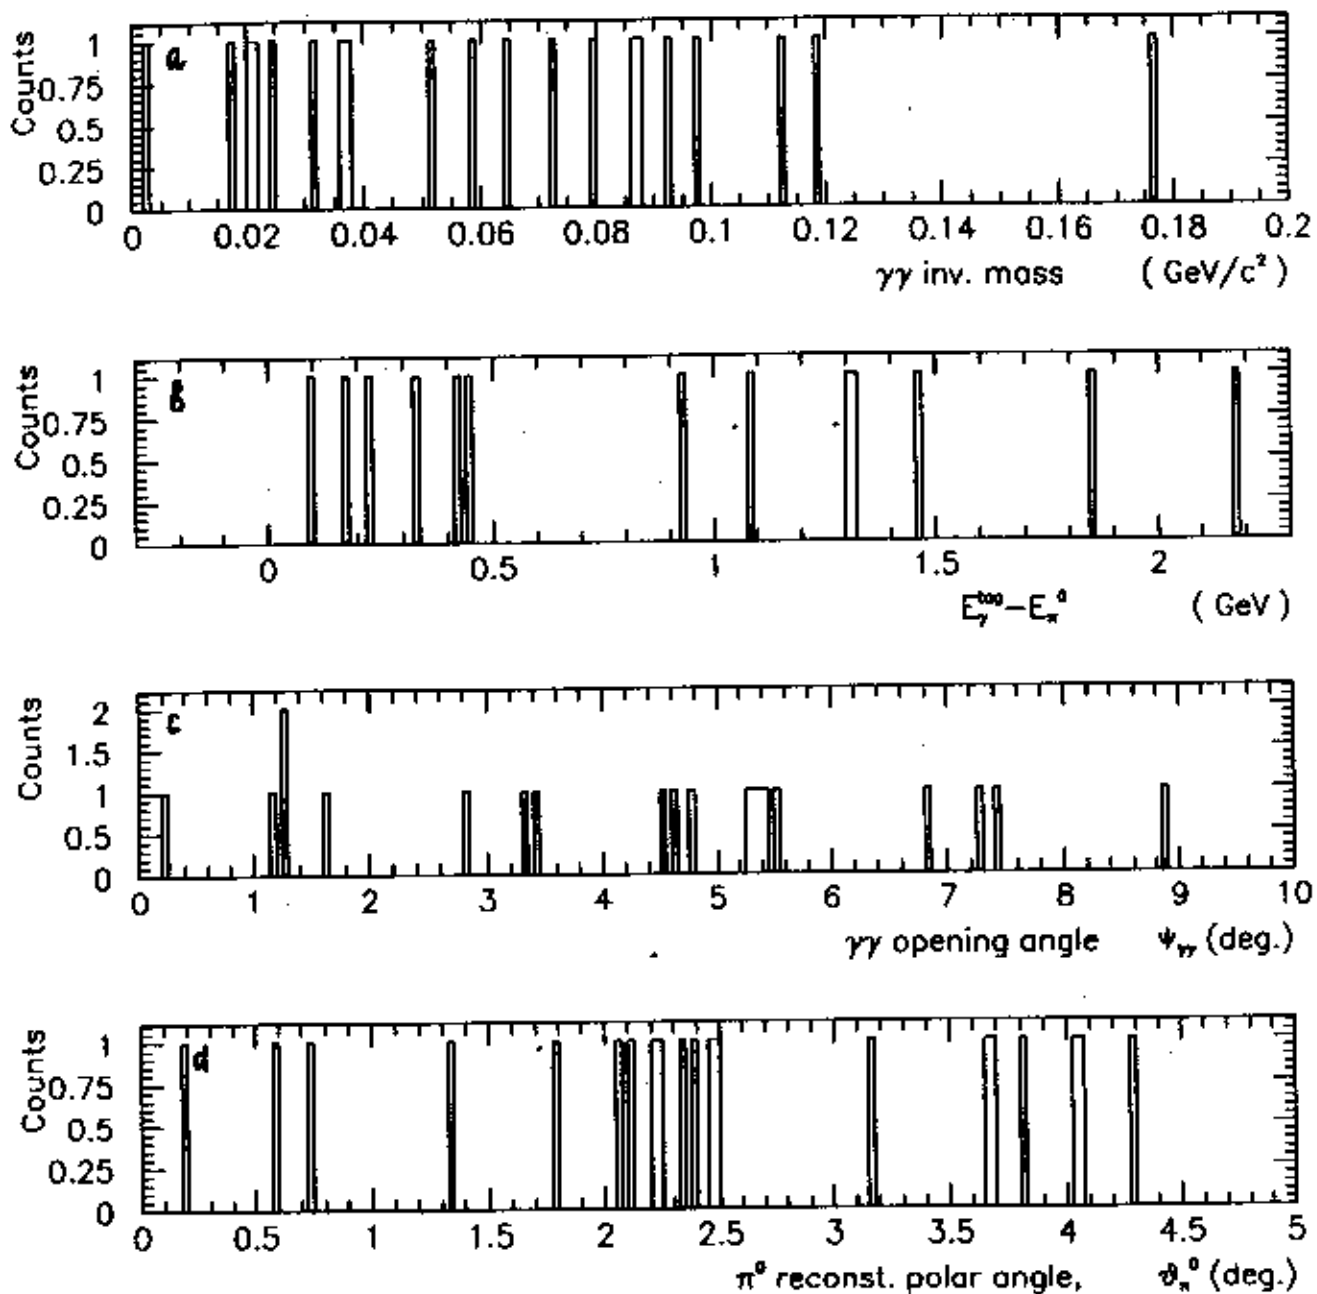 Counts
a
1
0.75
0.5
0.25
0
0 0.02 0.04 0.06 0.08 0.1 0.12 0.14 0.16 0.18 0.2
γγ inv. mass ( GeV/c² )
Counts
1
0.75
0.5
0.25
0
0 0.5 1 1.5 2
( GeV )
Counts
c
2
1.5
1
0.5
0
0 1 2 3 4 5 6 7 8 9 10
γγ opening angle ψγγ (deg.)
Counts
d
1
0.75
0.5
0.25
0
0 0.5 1 1.5 2 2.5 3 3.5 4 4.5 5
π⁰ reconst. polar angle, ϑπ⁰ (deg.)